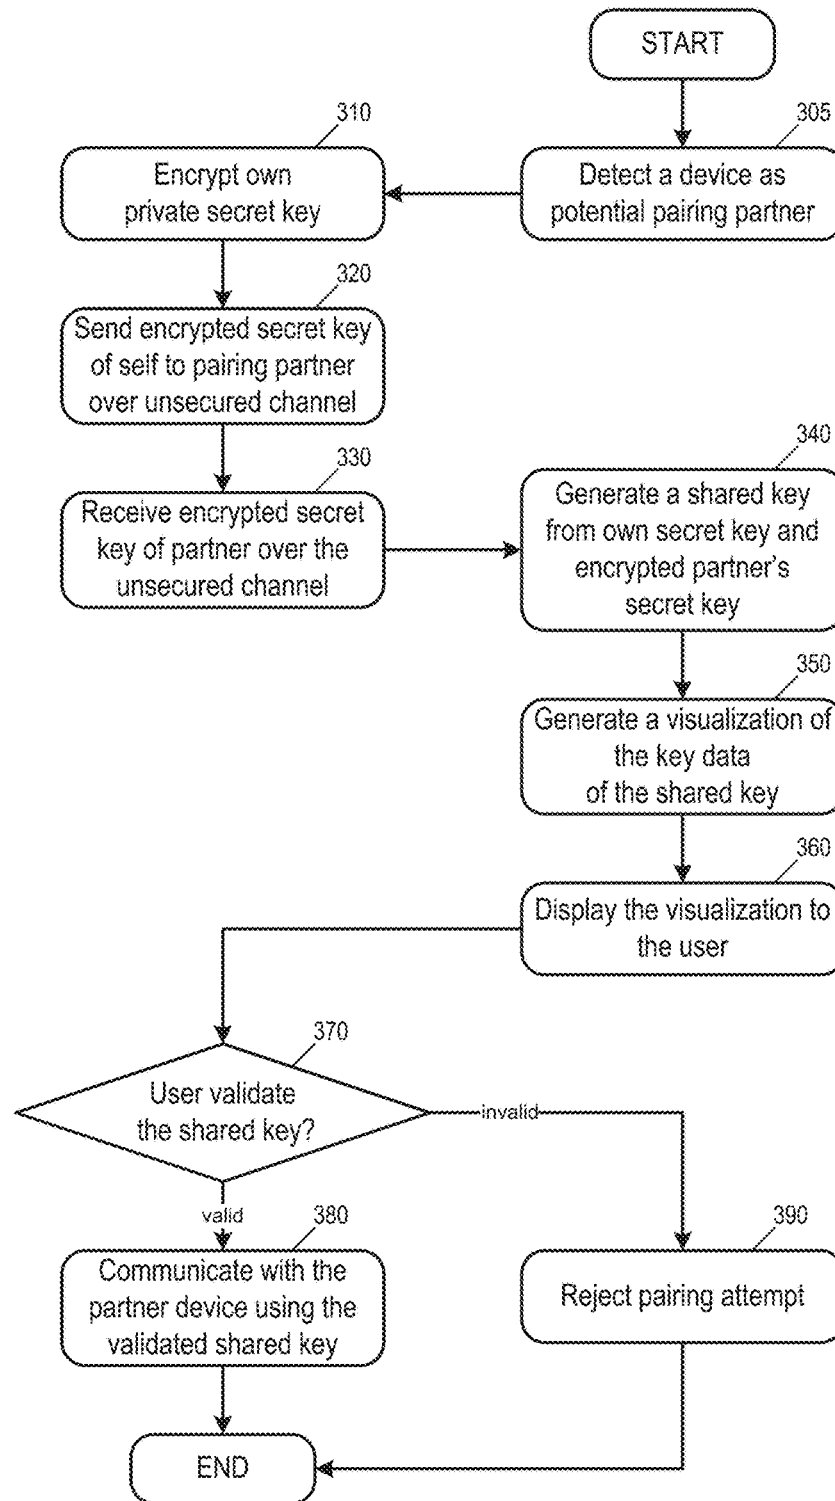 START
305
Detect a device as
potential pairing partner
310
Encrypt own
private secret key
320
Send encrypted secret key
of self to pairing partner
over unsecured channel
330
Receive encrypted secret
key of partner over the
unsecured channel
340
Generate a shared key
from own secret key and
encrypted partner's
secret key
350
Generate a visualization of
the key data
of the shared key
360
Display the visualization to
the user
370
User validate
the shared key?
invalid
valid
380
Communicate with the
partner device using the
validated shared key
390
Reject pairing attempt
END